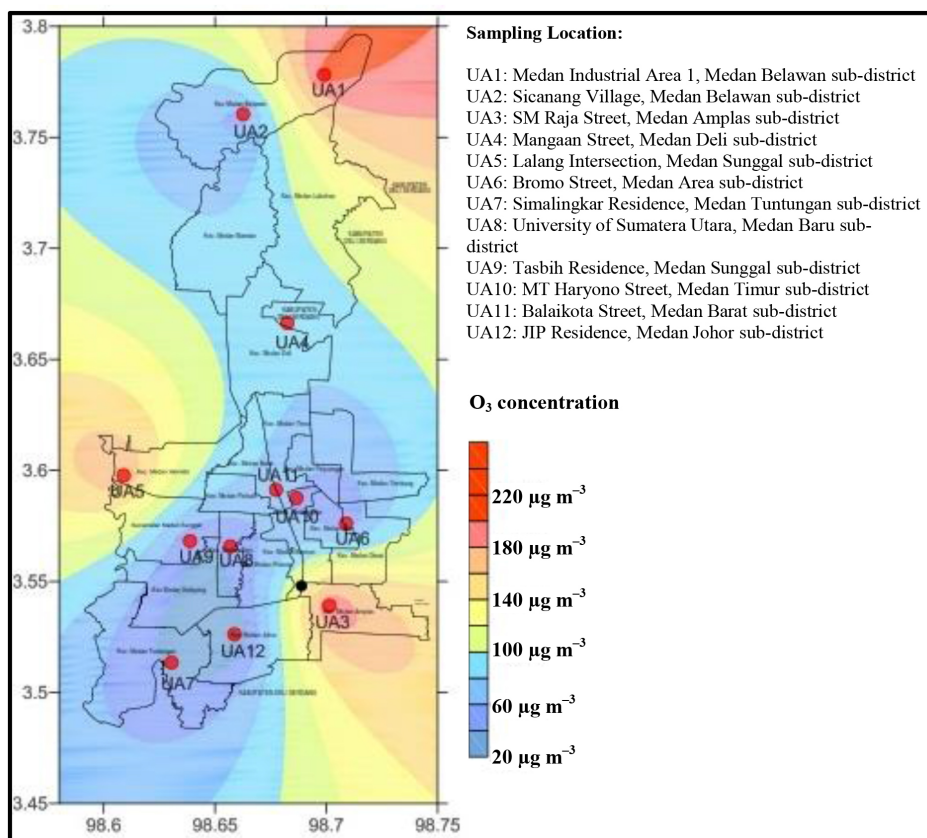 Sampling Location:
UA1: Medan Industrial Area 1, Medan Belawan sub-district
UA2: Sicanang Village, Medan Belawan sub-district
UA3: SM Raja Street, Medan Amplas sub-district
UA4: Mangaan Street, Medan Deli sub-district
UA5: Lalang Intersection, Medan Sunggal sub-district
UA6: Bromo Street, Medan Area sub-district
UA7: Simalingkar Residence, Medan Tuntungan sub-district
UA8: University of Sumatera Utara, Medan Baru sub-
district
UA9: Tasbih Residence, Medan Sunggal sub-district
UA10: MT Haryono Street, Medan Timur sub-district
UA11: Balaikota Street, Medan Barat sub-district
UA12: JIP Residence, Medan Johor sub-district
O₃ concentration
220 µg m⁻³
180 µg m⁻³
140 µg m⁻³
100 µg m⁻³
60 µg m⁻³
20 µg m⁻³
3.8
3.75
3.7
3.65
3.6
3.55
3.5
3.45
98.6
98.65
98.7
98.75
UA1
UA2
UA4
UA5
UA11
UA10
UA6
UA9
UA8
UA3
UA12
UA7